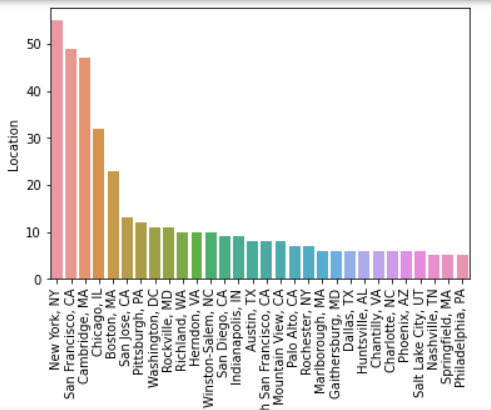 Location
50
40
30
20
10
0
New York, NY
San Francisco, CA
Cambridge, MA
Chicago, IL
Boston, MA
San Jose, CA
Pittsburgh, PA
Washington, DC
Rockville, MD
Richland, WA
Herndon, VA
Winston-Salem, NC
San Diego, CA
Indianapolis, IN
Austin, TX
h San Francisco, CA
Mountain View, CA
Palo Alto, CA
Rochester, NY
Marlborough, MA
Gaithersburg, MD
Dallas, TX
Huntsville, AL
Chantilly, VA
Charlotte, NC
Phoenix, AZ
Salt Lake City, UT
Nashville, TN
Springfield, MA
Philadelphia, PA